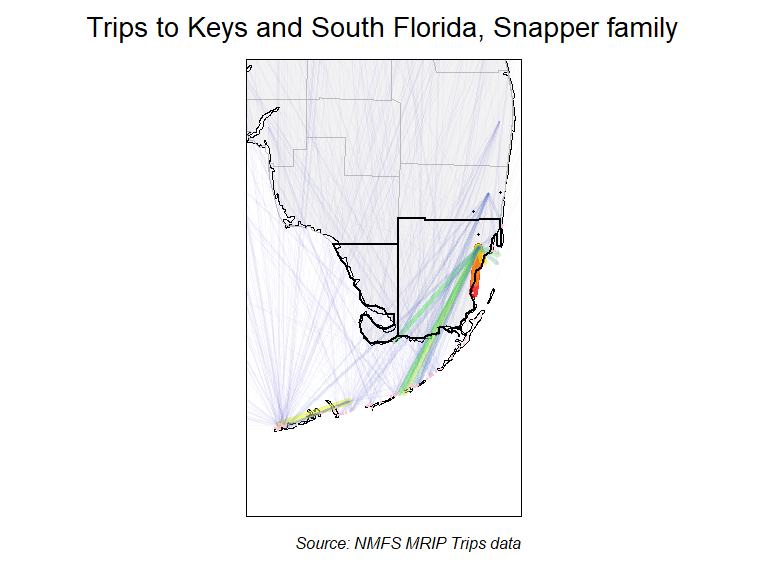 Trips to Keys and South Florida, Snapper family
Source: NMFS MRIP Trips data